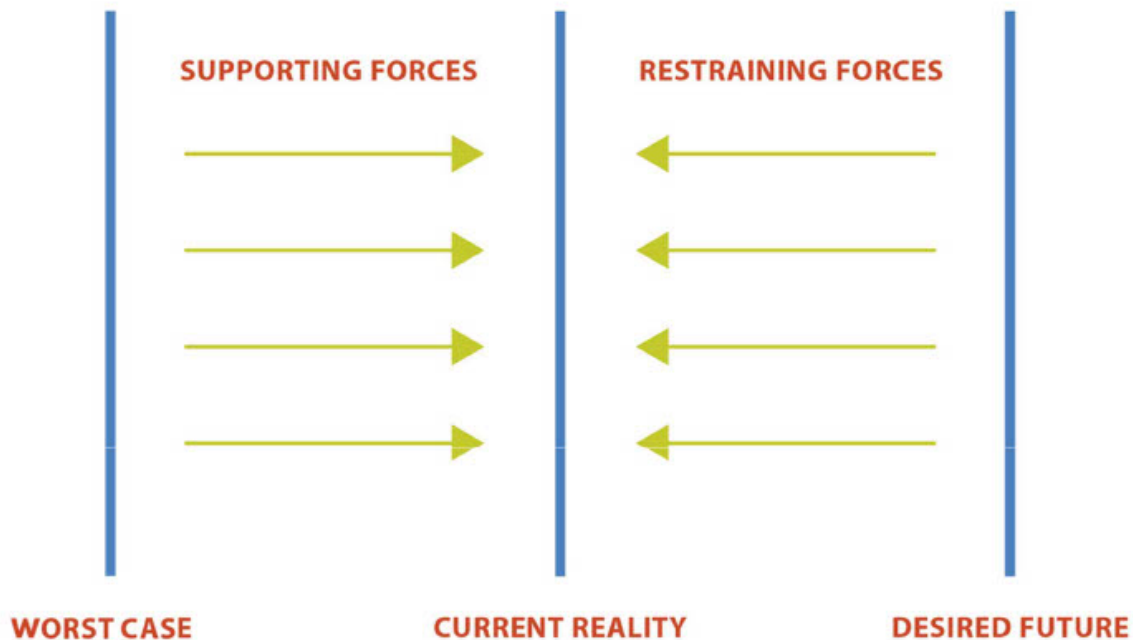 SUPPORTING FORCES
RESTRAINING FORCES
WORST CASE
CURRENT REALITY
DESIRED FUTURE